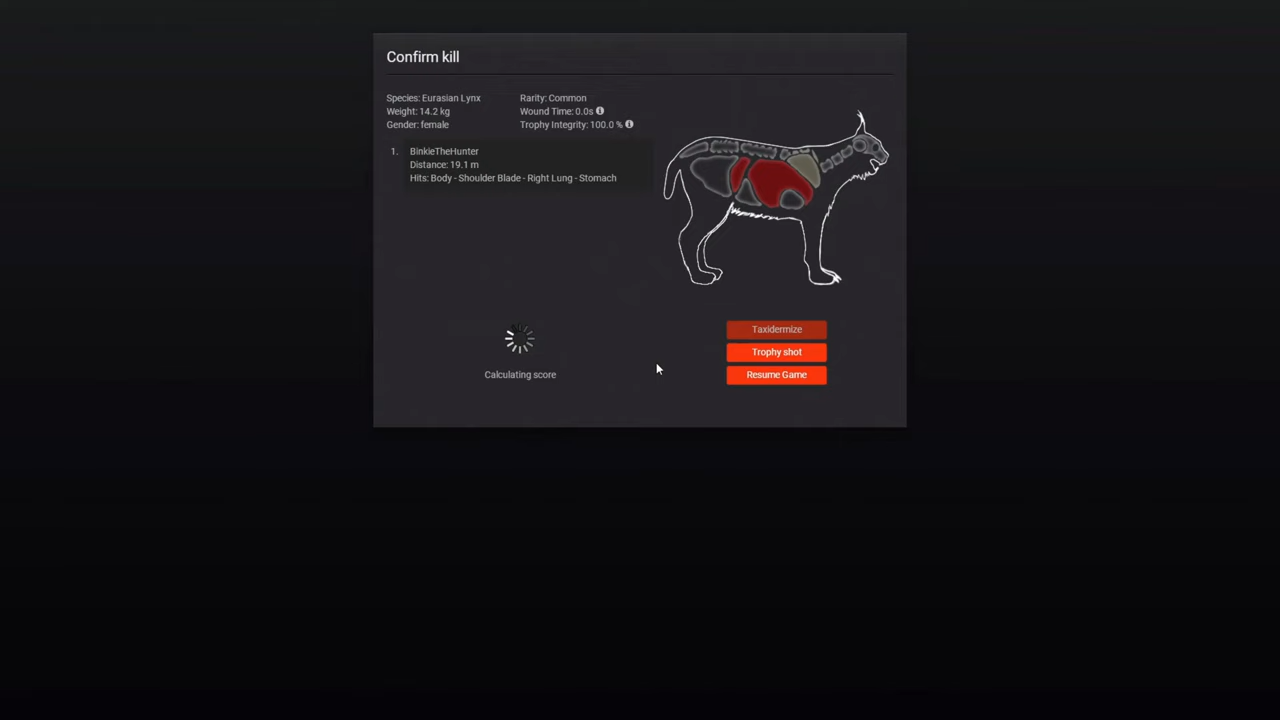 Confirm kill
Species: Eurasian Lynx
Rarity: Common
Weight: 14.2 kg
Wound Time: 0.0s
Gender: female
Trophy Integrity: 100.0 %
1. BinkieTheHunter
Distance: 19.1 m
Hits: Body - Shoulder Blade - Right Lung - Stomach
Calculating score
Taxidermize
Trophy shot
Resume Game